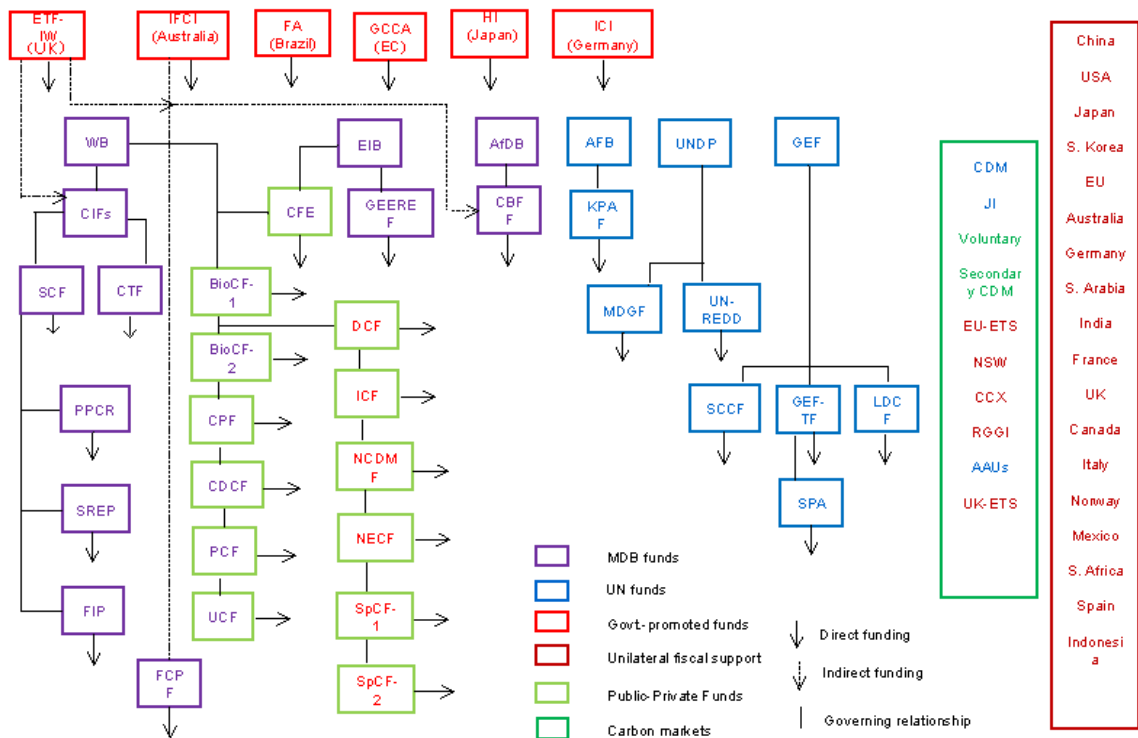 ETF-
IW
(UK)
IFCI
(Australia)
FA
(Brazil)
GCCA
(EC)
HI
(Japan)
ICI
(Germany)
WB
EIB
AfDB
AFB
UNDP
GEF
CIFs
CFE
GEERE
F
CBF
F
KPA
F
SCF
CTF
BioCF-
1
DCF
MDGF
UN-
REDD
BioCF-
2
ICF
PPCR
CPF
SCCF
GEF-
TF
LDC
F
NCDM
F
CDCF
SREP
SPA
PCF
NECF
FIP
UCF
SpCF-
1
FCP
F
SpCF-
2
MDB funds
UN funds
Govt-promoted funds
Unilateral fiscal support
Public-Private Funds
Carbon markets
Direct funding
Indirect funding
Governing relationship
CDM
JI
Voluntary
Secondar
y CDM
EU-ETS
NSW
CCX
RGGI
AAUs
UK-ETS
China
USA
Japan
S. Korea
EU
Australia
Germany
S. Arabia
India
France
UK
Canada
Italy
Norway
Mexico
S. Africa
Spain
Indonesi
a